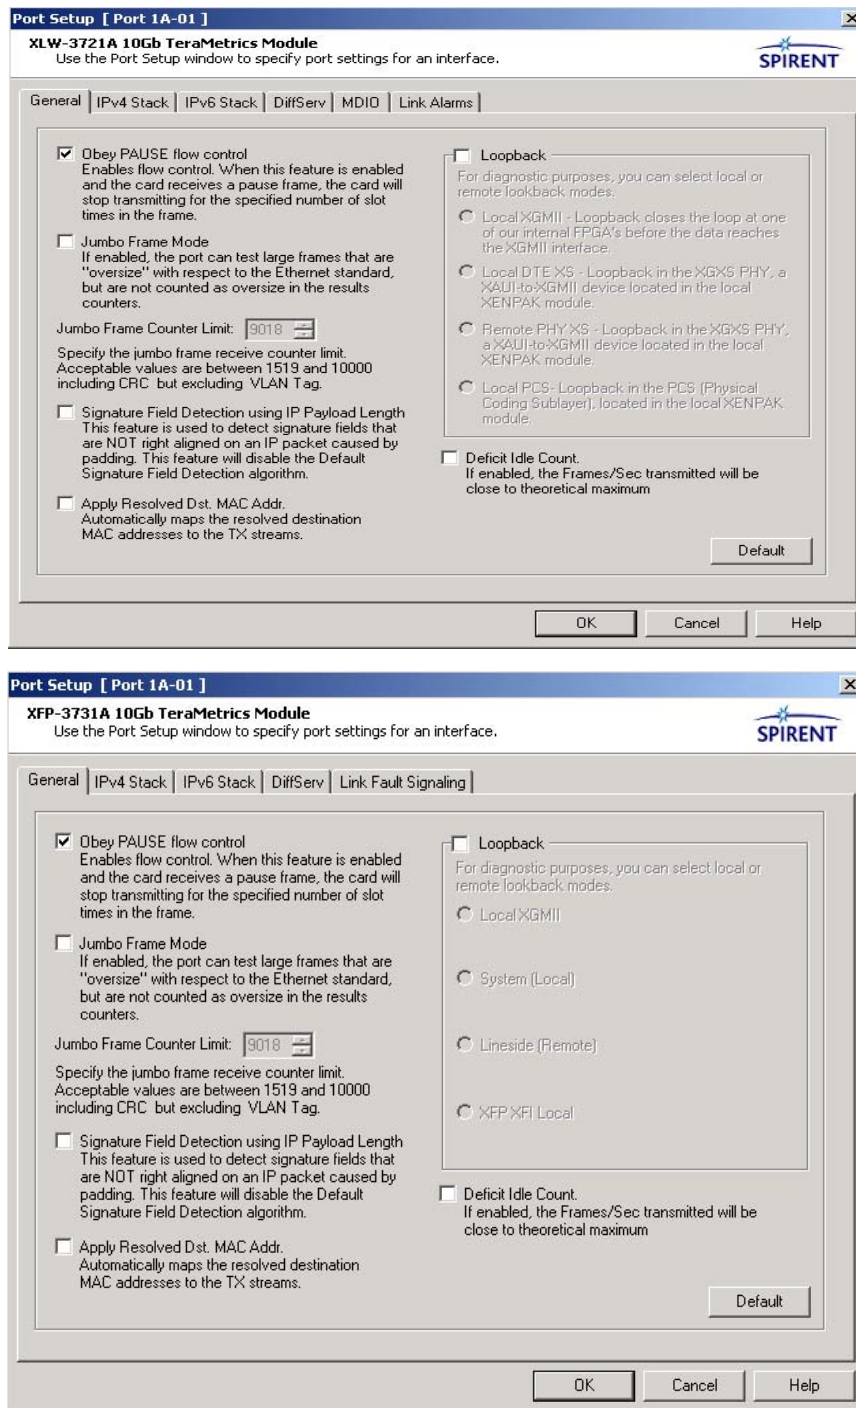 Port Setup [ Port 1A-01 ]
XLW-3721A 10Gb TeraMetrics Module
Use the Port Setup window to specify port settings for an interface.
SPIRENT
General
IPv4 Stack
IPv6 Stack
DiffServ
MDIO
Link Alarms
Obey PAUSE flow control
Enables flow control. When this feature is enabled
and the card receives a pause frame, the card will
stop transmitting for the specified number of slot
times in the frame.
Jumbo Frame Mode
If enabled, the port can test large frames that are
"oversize" with respect to the Ethernet standard,
but are not counted as oversize in the results
counters.
Jumbo Frame Counter Limit: 9018
Specify the jumbo frame receive counter limit.
Acceptable values are between 1519 and 10000
including CRC but excluding VLAN Tag.
Signature Field Detection using IP Payload Length
This feature is used to detect signature fields that
are NOT right aligned on an IP packet caused by
padding. This feature will disable the Default
Signature Field Detection algorithm.
Apply Resolved Dst. MAC Addr.
Automatically maps the resolved destination
MAC addresses to the TX streams.
Loopback
For diagnostic purposes, you can select local or
remote lookback modes.
Local XGMII - Loopback closes the loop at one
of our internal FPGA's before the data reaches
the XGMII interface.
Local DTE XS - Loopback in the XGXS PHY, a
XAUI-to-XGMII device located in the local
XENPAK module.
Remote PHY XS - Loopback in the XGXS PHY,
a XAUI-to-XGMII device located in the local
XENPAK module.
Local PCS- Loopback in the PCS (Physical
Coding Sublayer), located in the local XENPAK
module.
Deficit Idle Count.
If enabled, the Frames/Sec transmitted will be
close to theoretical maximum
Default
OK
Cancel
Help
Port Setup [ Port 1A-01 ]
XFP-3731A 10Gb TeraMetrics Module
Use the Port Setup window to specify port settings for an interface.
SPIRENT
General
IPv4 Stack
IPv6 Stack
DiffServ
Link Fault Signaling
Obey PAUSE flow control
Enables flow control. When this feature is enabled
and the card receives a pause frame, the card will
stop transmitting for the specified number of slot
times in the frame.
Jumbo Frame Mode
If enabled, the port can test large frames that are
"oversize" with respect to the Ethernet standard,
but are not counted as oversize in the results
counters.
Jumbo Frame Counter Limit: 9018
Specify the jumbo frame receive counter limit.
Acceptable values are between 1519 and 10000
including CRC but excluding VLAN Tag.
Signature Field Detection using IP Payload Length
This feature is used to detect signature fields that
are NOT right aligned on an IP packet caused by
padding. This feature will disable the Default
Signature Field Detection algorithm.
Apply Resolved Dst. MAC Addr.
Automatically maps the resolved destination
MAC addresses to the TX streams.
Loopback
For diagnostic purposes, you can select local or
remote lookback modes.
Local XGMII
System (Local)
Lineside (Remote)
XFP XFI Local
Deficit Idle Count.
If enabled, the Frames/Sec transmitted will be
close to theoretical maximum
Default
OK
Cancel
Help